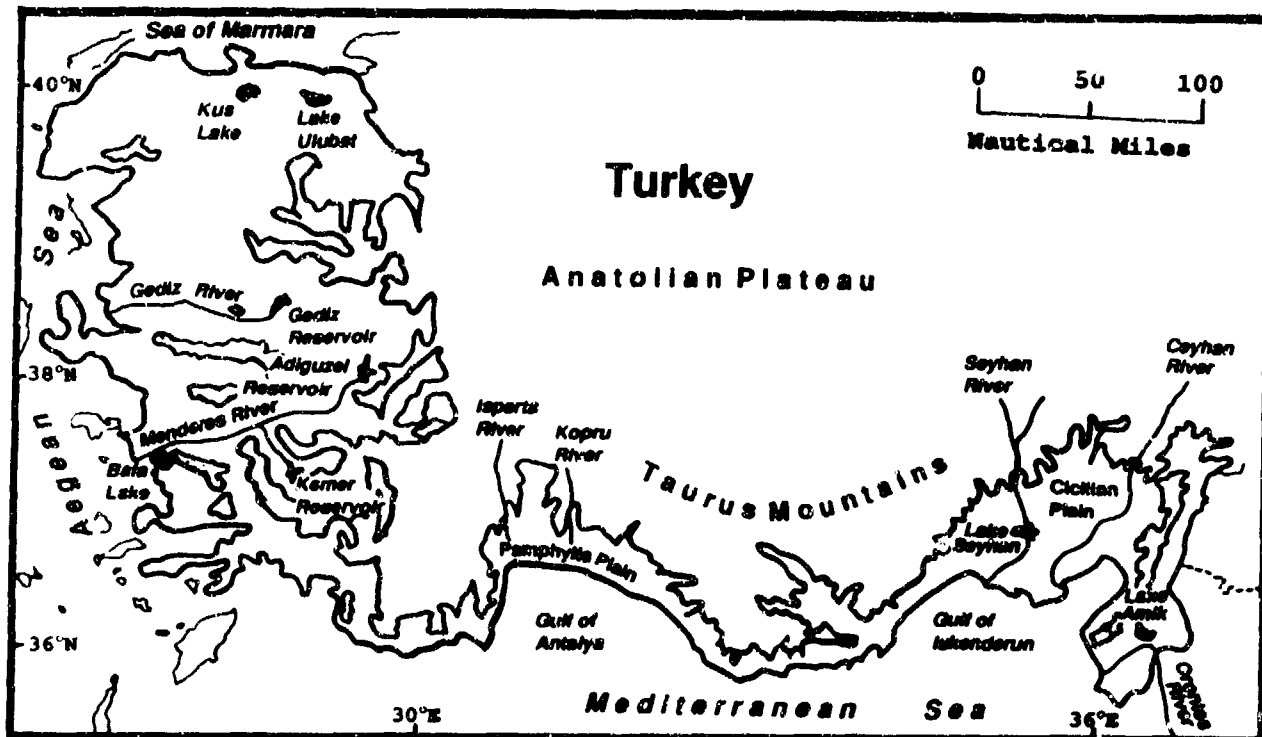 Sea of Marmara
40°N
Kus
Lake
Lake
Ulubat
0 50 100
Nautical Miles
Turkey
Sea
Anatolian Plateau
Gediz River
Gediz
Reservoir
38°N
Adiguzel
Reservoir
Menderes River
Aegean
Bafa
Lake
Kemer
Reservoir
Isparta
River
Kopru
River
Taurus Mountains
Seyhan
River
Ceyhan
River
Cicilian
Plain
Lake
Seyhan
Pamphylia Plain
Lake
Amik
36°N
Gulf of
Antalya
Gulf of
Iskenderun
Orontes
River
Mediterranean Sea
30°E
36°E